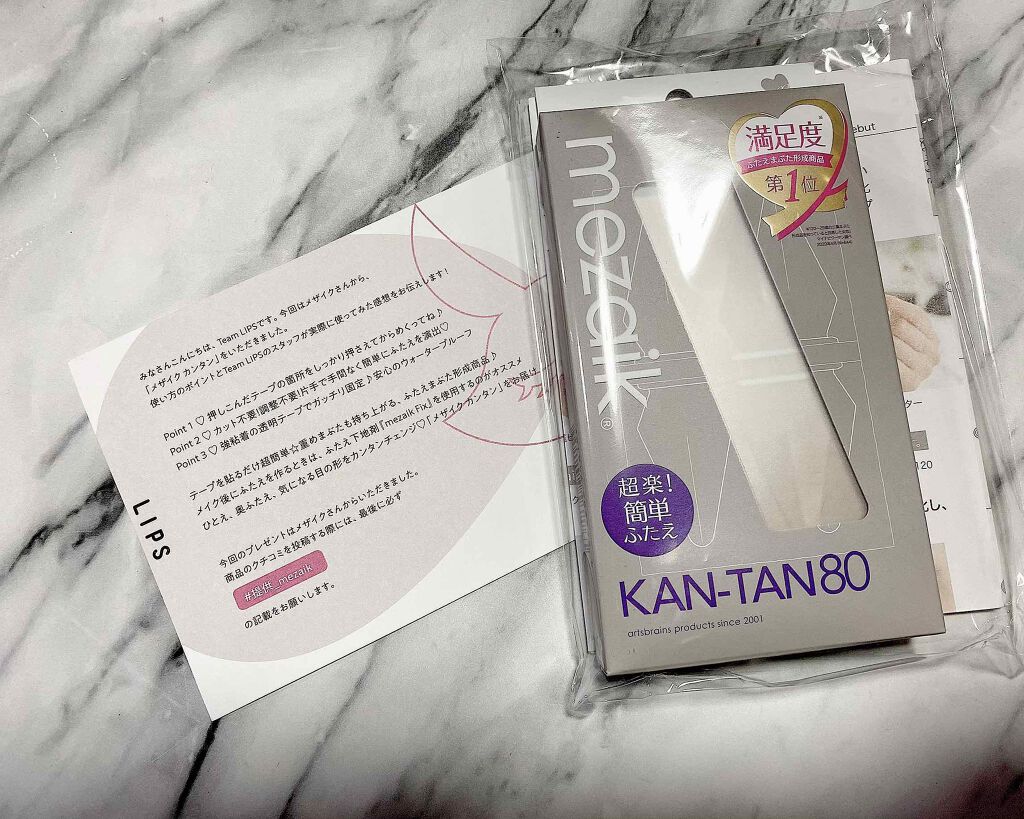 みなさんこんにちは、Team LIPSです。今回はメザイクさんから、
「メザイク カンタン」をいただきました。
使い方のポイントとTeam LIPSのスタッフが実際に使ってみた感想をお伝えします！
Point 1 ♡ 押しこんだテープの箇所をしっかり押さえてからめくってね♪
Point 2 ♡ カット不要!調整不要!片手で手間なく簡単にふたえを演出♡
Point 3 ♡ 強粘着の透明テープでガッチリ固定♪安心のウォータープルーフ
テープを貼るだけ超簡単☆重めまぶたも持ち上がる、ふたえまぶた形成商品♪
メイク後にふたえを作るときは、ふたえ下地剤『mezaik Fix』を使用するのがオススメ
ひとえ、奥ふたえ、気になる目の形をカンタンチェンジ♡「メザイク カンタン」をお届け
今回のプレゼントはメザイクさんからいただきました。
商品のクチコミを投稿する際には、最後に必ず
#提供_mezaik
の記載をお願いします。
LIPS
mezaik®
満足度※
ふたえまぶた形成商品
第1位
超楽!
簡単
ふたえ
KAN-TAN80
artsbrains products since 2001
ebut
ター
20
化し、